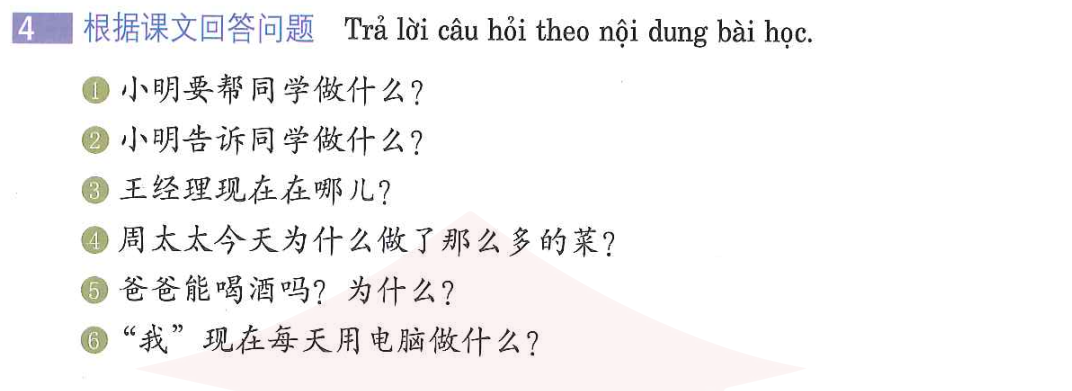 4 根据课文回答问题 Trả lời câu hỏi theo nội dung bài học.
1 小明要帮同学做什么?
2 小明告诉同学做什么?
3 王经理现在在哪儿?
4 周太太今天为什么做了那么多的菜?
5 爸爸能喝酒吗? 为什么?
6 “我”现在每天用电脑做什么?